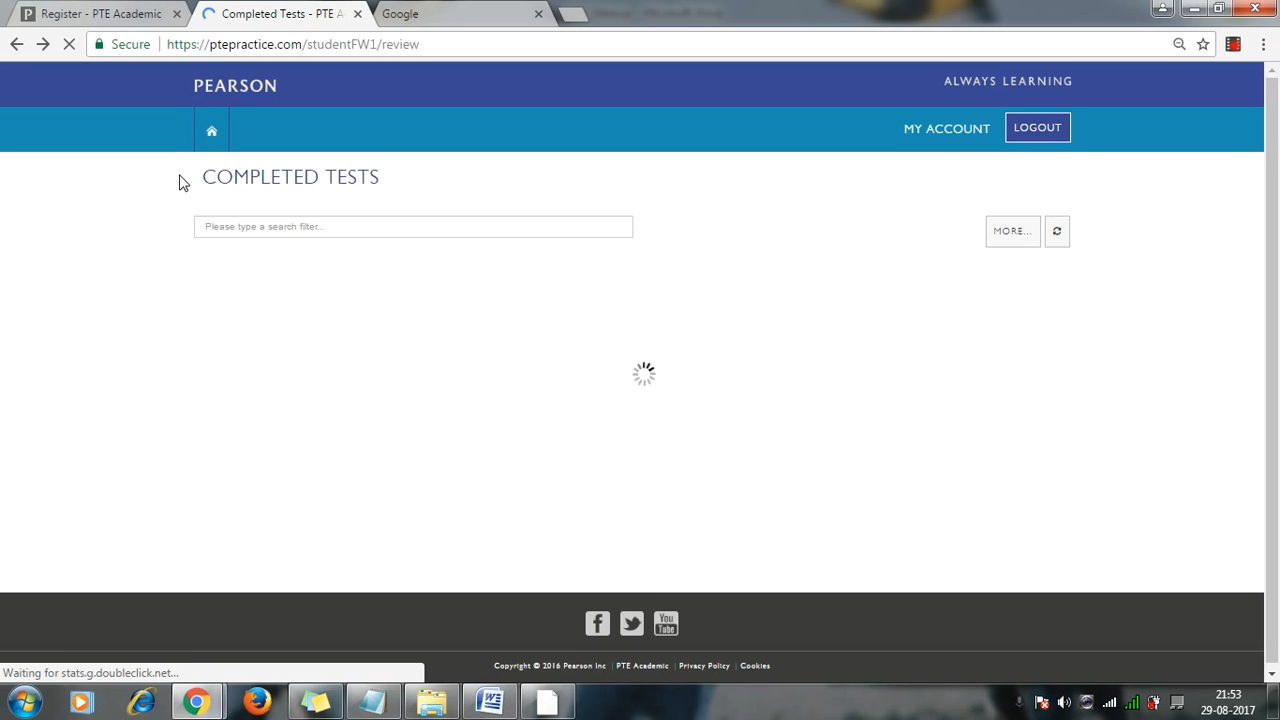 Register - PTE Academic
Completed Tests - PTE A
Google
Secure
https://ptepractice.com/studentFW1/review
PEARSON
ALWAYS LEARNING
MY ACCOUNT
LOGOUT
COMPLETED TESTS
Please type a search filter...
MORE...
You
Tube
Copyright © 2016 Pearson Inc
PTE Academic
Privacy Policy
Cookies
Waiting for stats.g.doubleclick.net...
21:53
29-08-2017